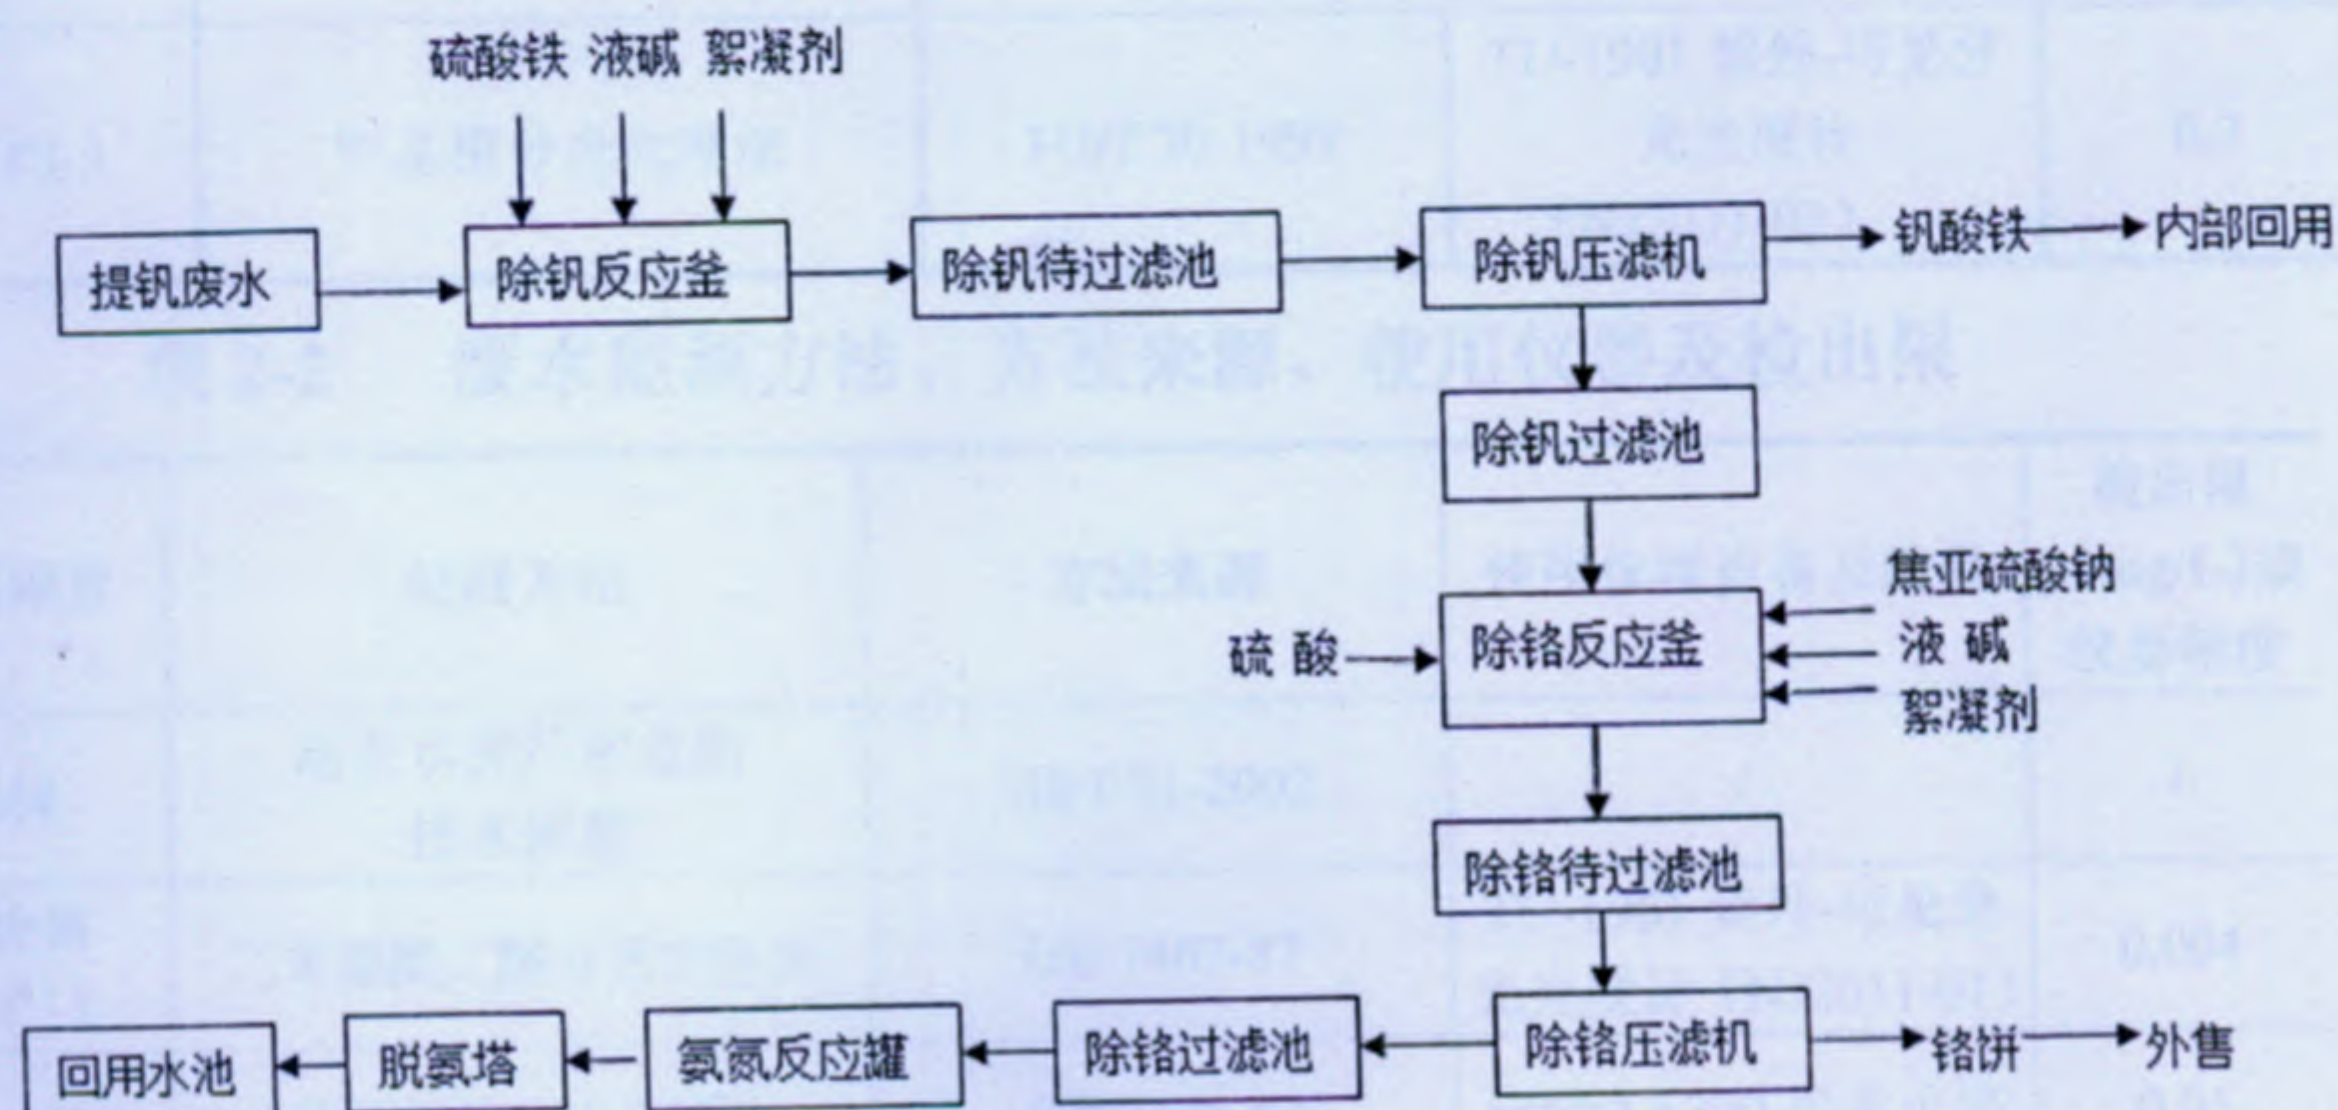 硫酸铁 液碱 絮凝剂
提钒废水
除钒反应釜
除钒待过滤池
除钒压滤机
钒酸铁
内部回用
除钒过滤池
硫 酸
除铬反应釜
焦亚硫酸钠
液 碱
絮凝剂
除铬待过滤池
回用水池
脱氨塔
氨氮反应罐
除铬过滤池
除铬压滤机
铬饼
外售